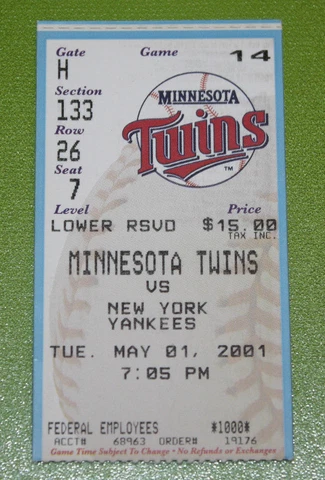 Gate Game 14
H
Section
133
Row
26
Seat
7
MINNESOTA
Twins
TM
Level Price
LOWER RSVD $15.00
TAX INC.
MINNESOTA TWINS
VS
NEW YORK
YANKEES
TUE. MAY 01, 2001
7:05 PM
FEDERAL EMPLOYEES *1000*
ACCT# 68963 ORDER# 19176
Game Time Subject To Change • No Refunds or Exchanges